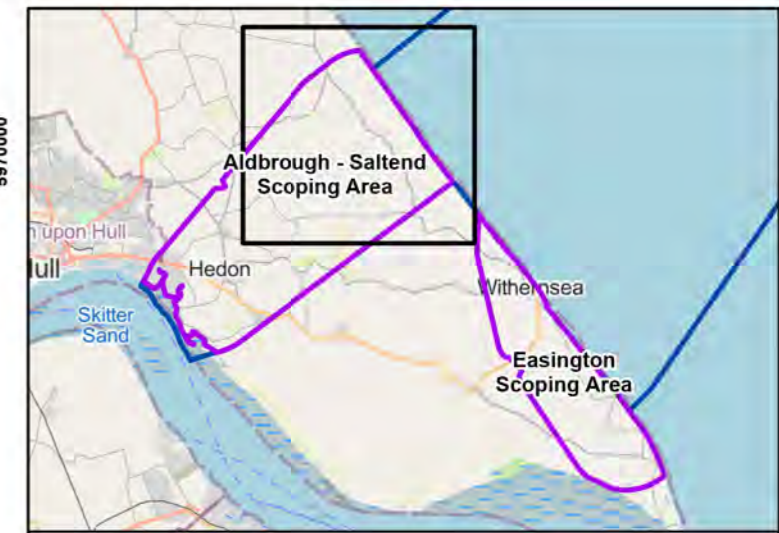 Aldbrough - Saltend
Scoping Area
n upon Hull
Hull
Hedon
Skitter
Sand
Withernsea
Easington
Scoping Area